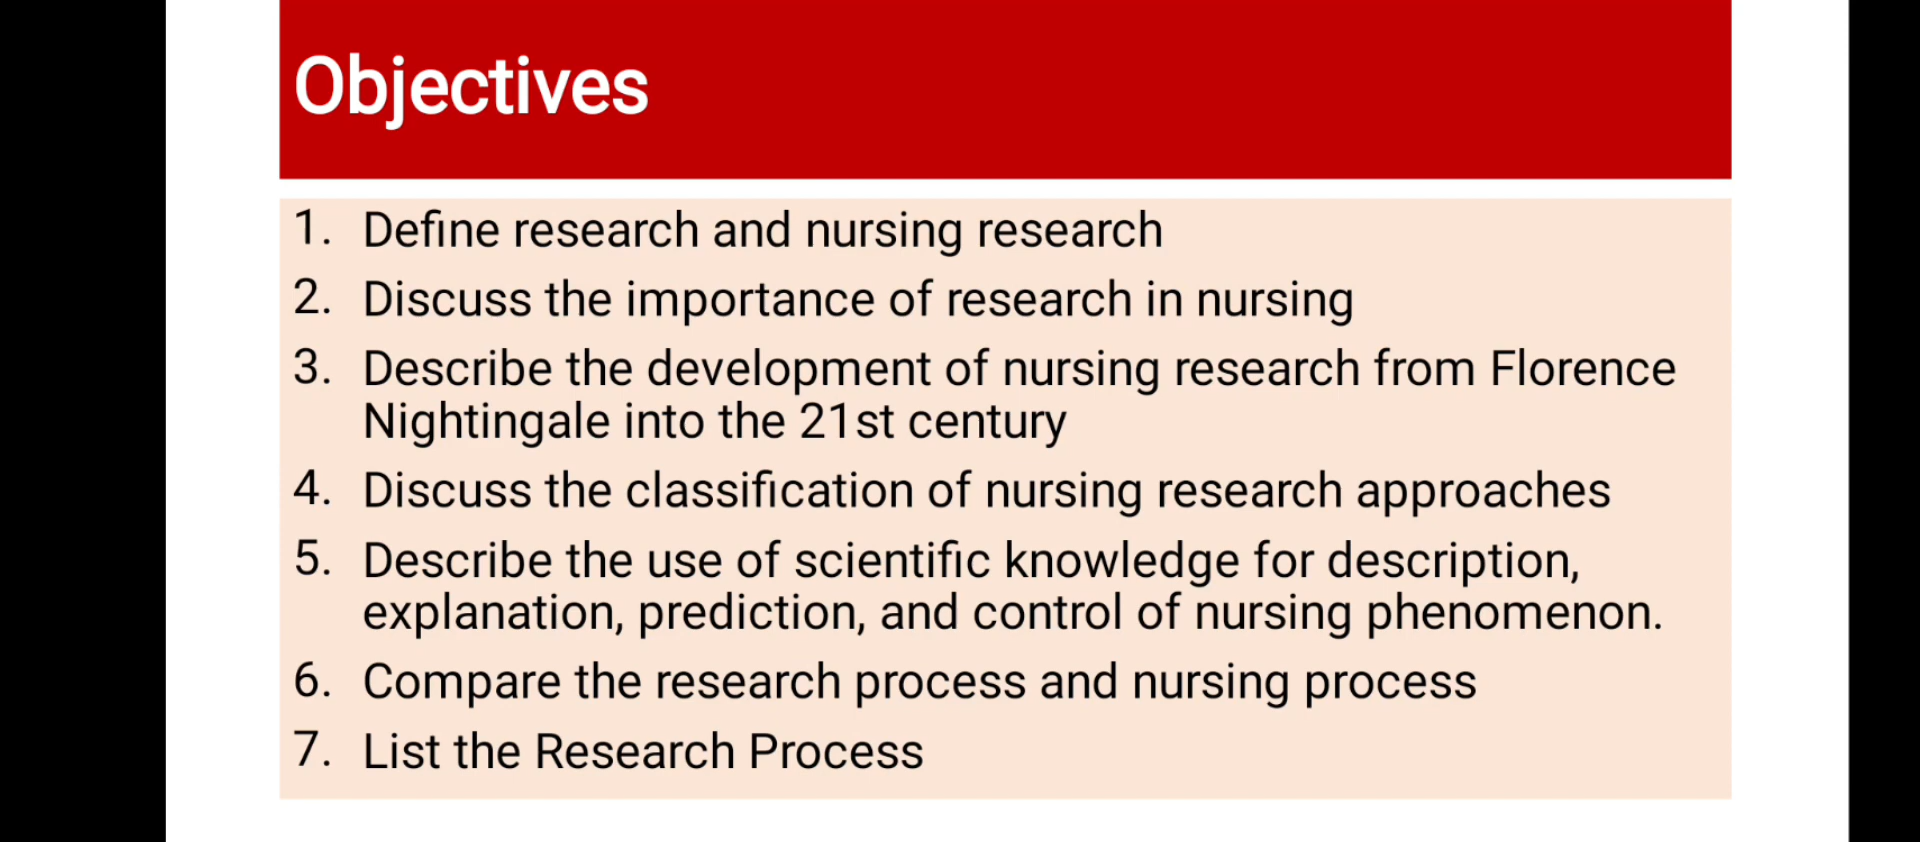 Objectives
1. Define research and nursing research
2. Discuss the importance of research in nursing
3. Describe the development of nursing research from Florence
Nightingale into the 21st century
4. Discuss the classification of nursing research approaches
5. Describe the use of scientific knowledge for description,
explanation, prediction, and control of nursing phenomenon.
6. Compare the research process and nursing process
7. List the Research Process